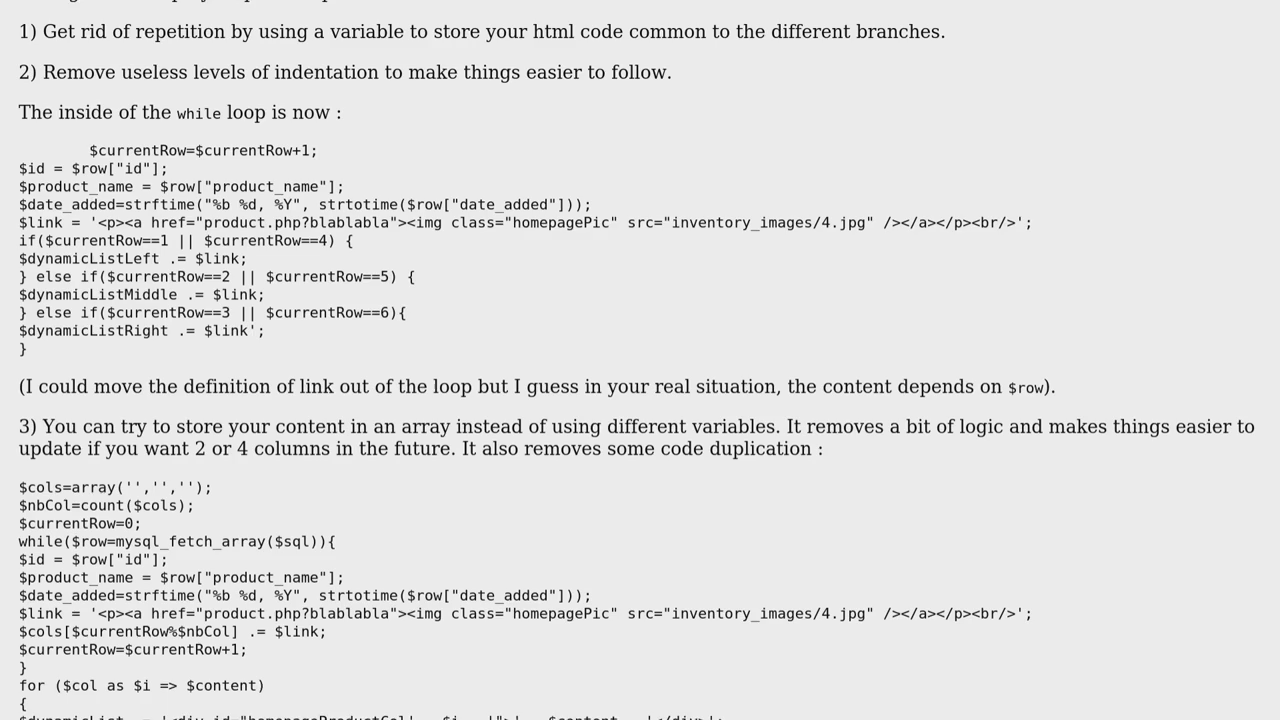 1) Get rid of repetition by using a variable to store your html code common to the different branches.
2) Remove useless levels of indentation to make things easier to follow.
The inside of the while loop is now :
$currentRow=$currentRow+1;
$id = $row["id"];
$product_name = $row["product_name"];
$date_added=strftime("%b %d, %Y", strtotime($row["date_added"]));
$link = '<p><a href="product.php?blablabla"><img class="homepagePic" src="inventory_images/4.jpg" /></a></p><br/>';
if($currentRow==1 || $currentRow==4) {
$dynamicListLeft .= $link;
} else if($currentRow==2 || $currentRow==5) {
$dynamicListMiddle .= $link;
} else if($currentRow==3 || $currentRow==6){
$dynamicListRight .= $link';
}
(I could move the definition of link out of the loop but I guess in your real situation, the content depends on $row).
3) You can try to store your content in an array instead of using different variables. It removes a bit of logic and makes things easier to
update if you want 2 or 4 columns in the future. It also removes some code duplication :
$cols=array('','','');
$nbCol=count($cols);
$currentRow=0;
while($row=mysql_fetch_array($sql)){
$id = $row["id"];
$product_name = $row["product_name"];
$date_added=strftime("%b %d, %Y", strtotime($row["date_added"]));
$link = '<p><a href="product.php?blablabla"><img class="homepagePic" src="inventory_images/4.jpg" /></a></p><br/>';
$cols[$currentRow%$nbCol] .= $link;
$currentRow=$currentRow+1;
}
for ($col as $i => $content)
{